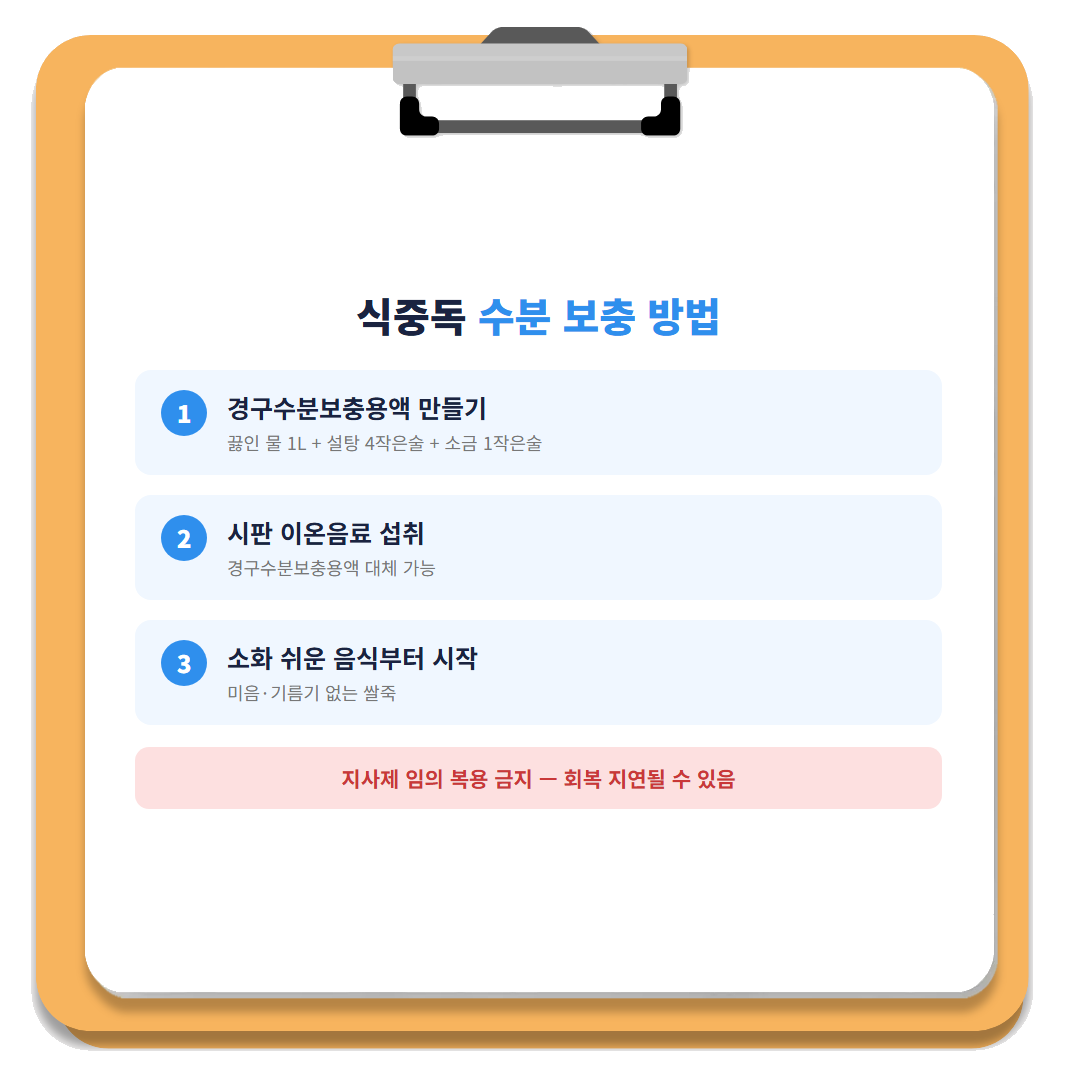 식중독 수분 보충 방법
1
경구수분보충용액 만들기
끓인 물 1L + 설탕 4작은술 + 소금 1작은술
2
시판 이온음료 섭취
경구수분보충용액 대체 가능
3
소화 쉬운 음식부터 시작
미음·기름기 없는 쌀죽
지사제 임의 복용 금지 — 회복 지연될 수 있음